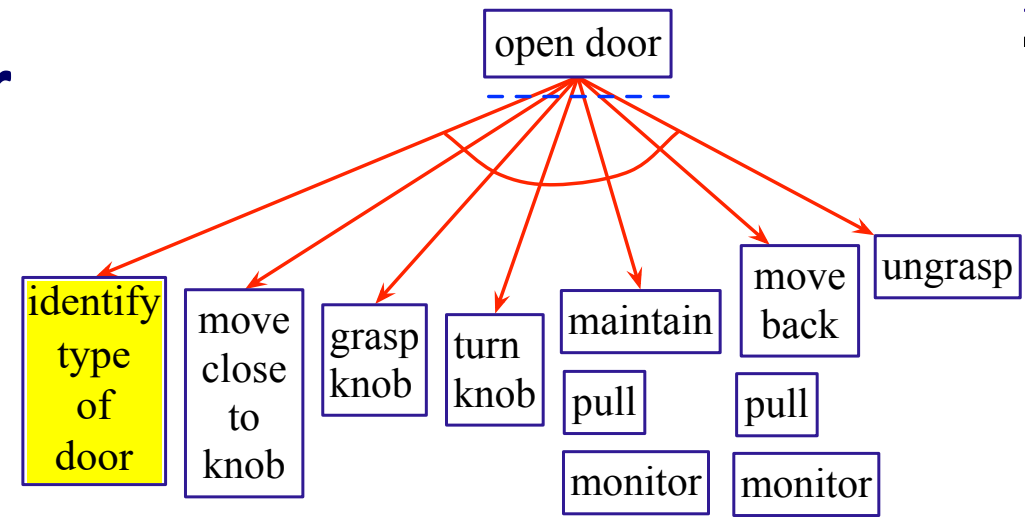 open door
identify
type
of
door
move
close
to
knob
grasp
knob
turn
knob
maintain
pull
monitor
move
back
pull
monitor
ungrasp